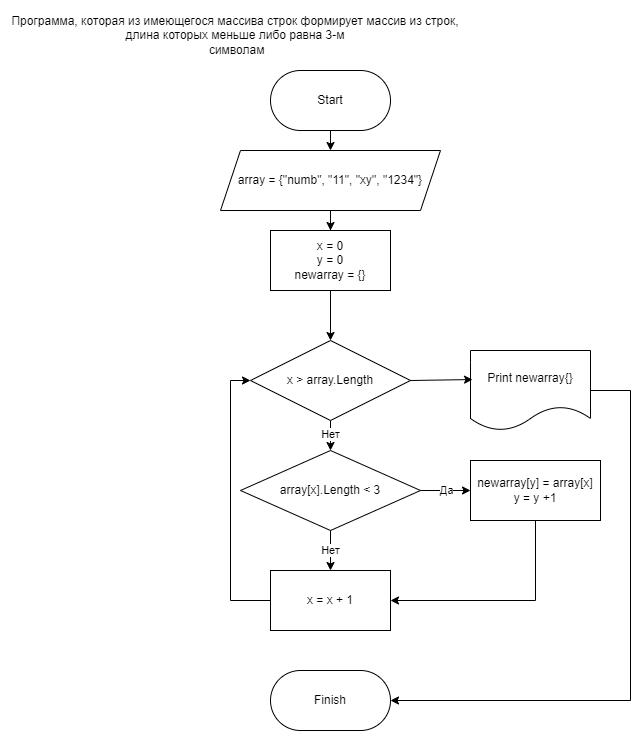 Программа, которая из имеющегося массива строк формирует массив из строк,
длина которых меньше либо равна 3-м
символам
Start
array = {"numb", "11", "xy", "1234"}
x = 0
y = 0
newarray = {}
x > array.Length
Print newarray{}
Нет
array[x].Length < 3
Да
newarray[y] = array[x]
y = y +1
Нет
x = x + 1
Finish